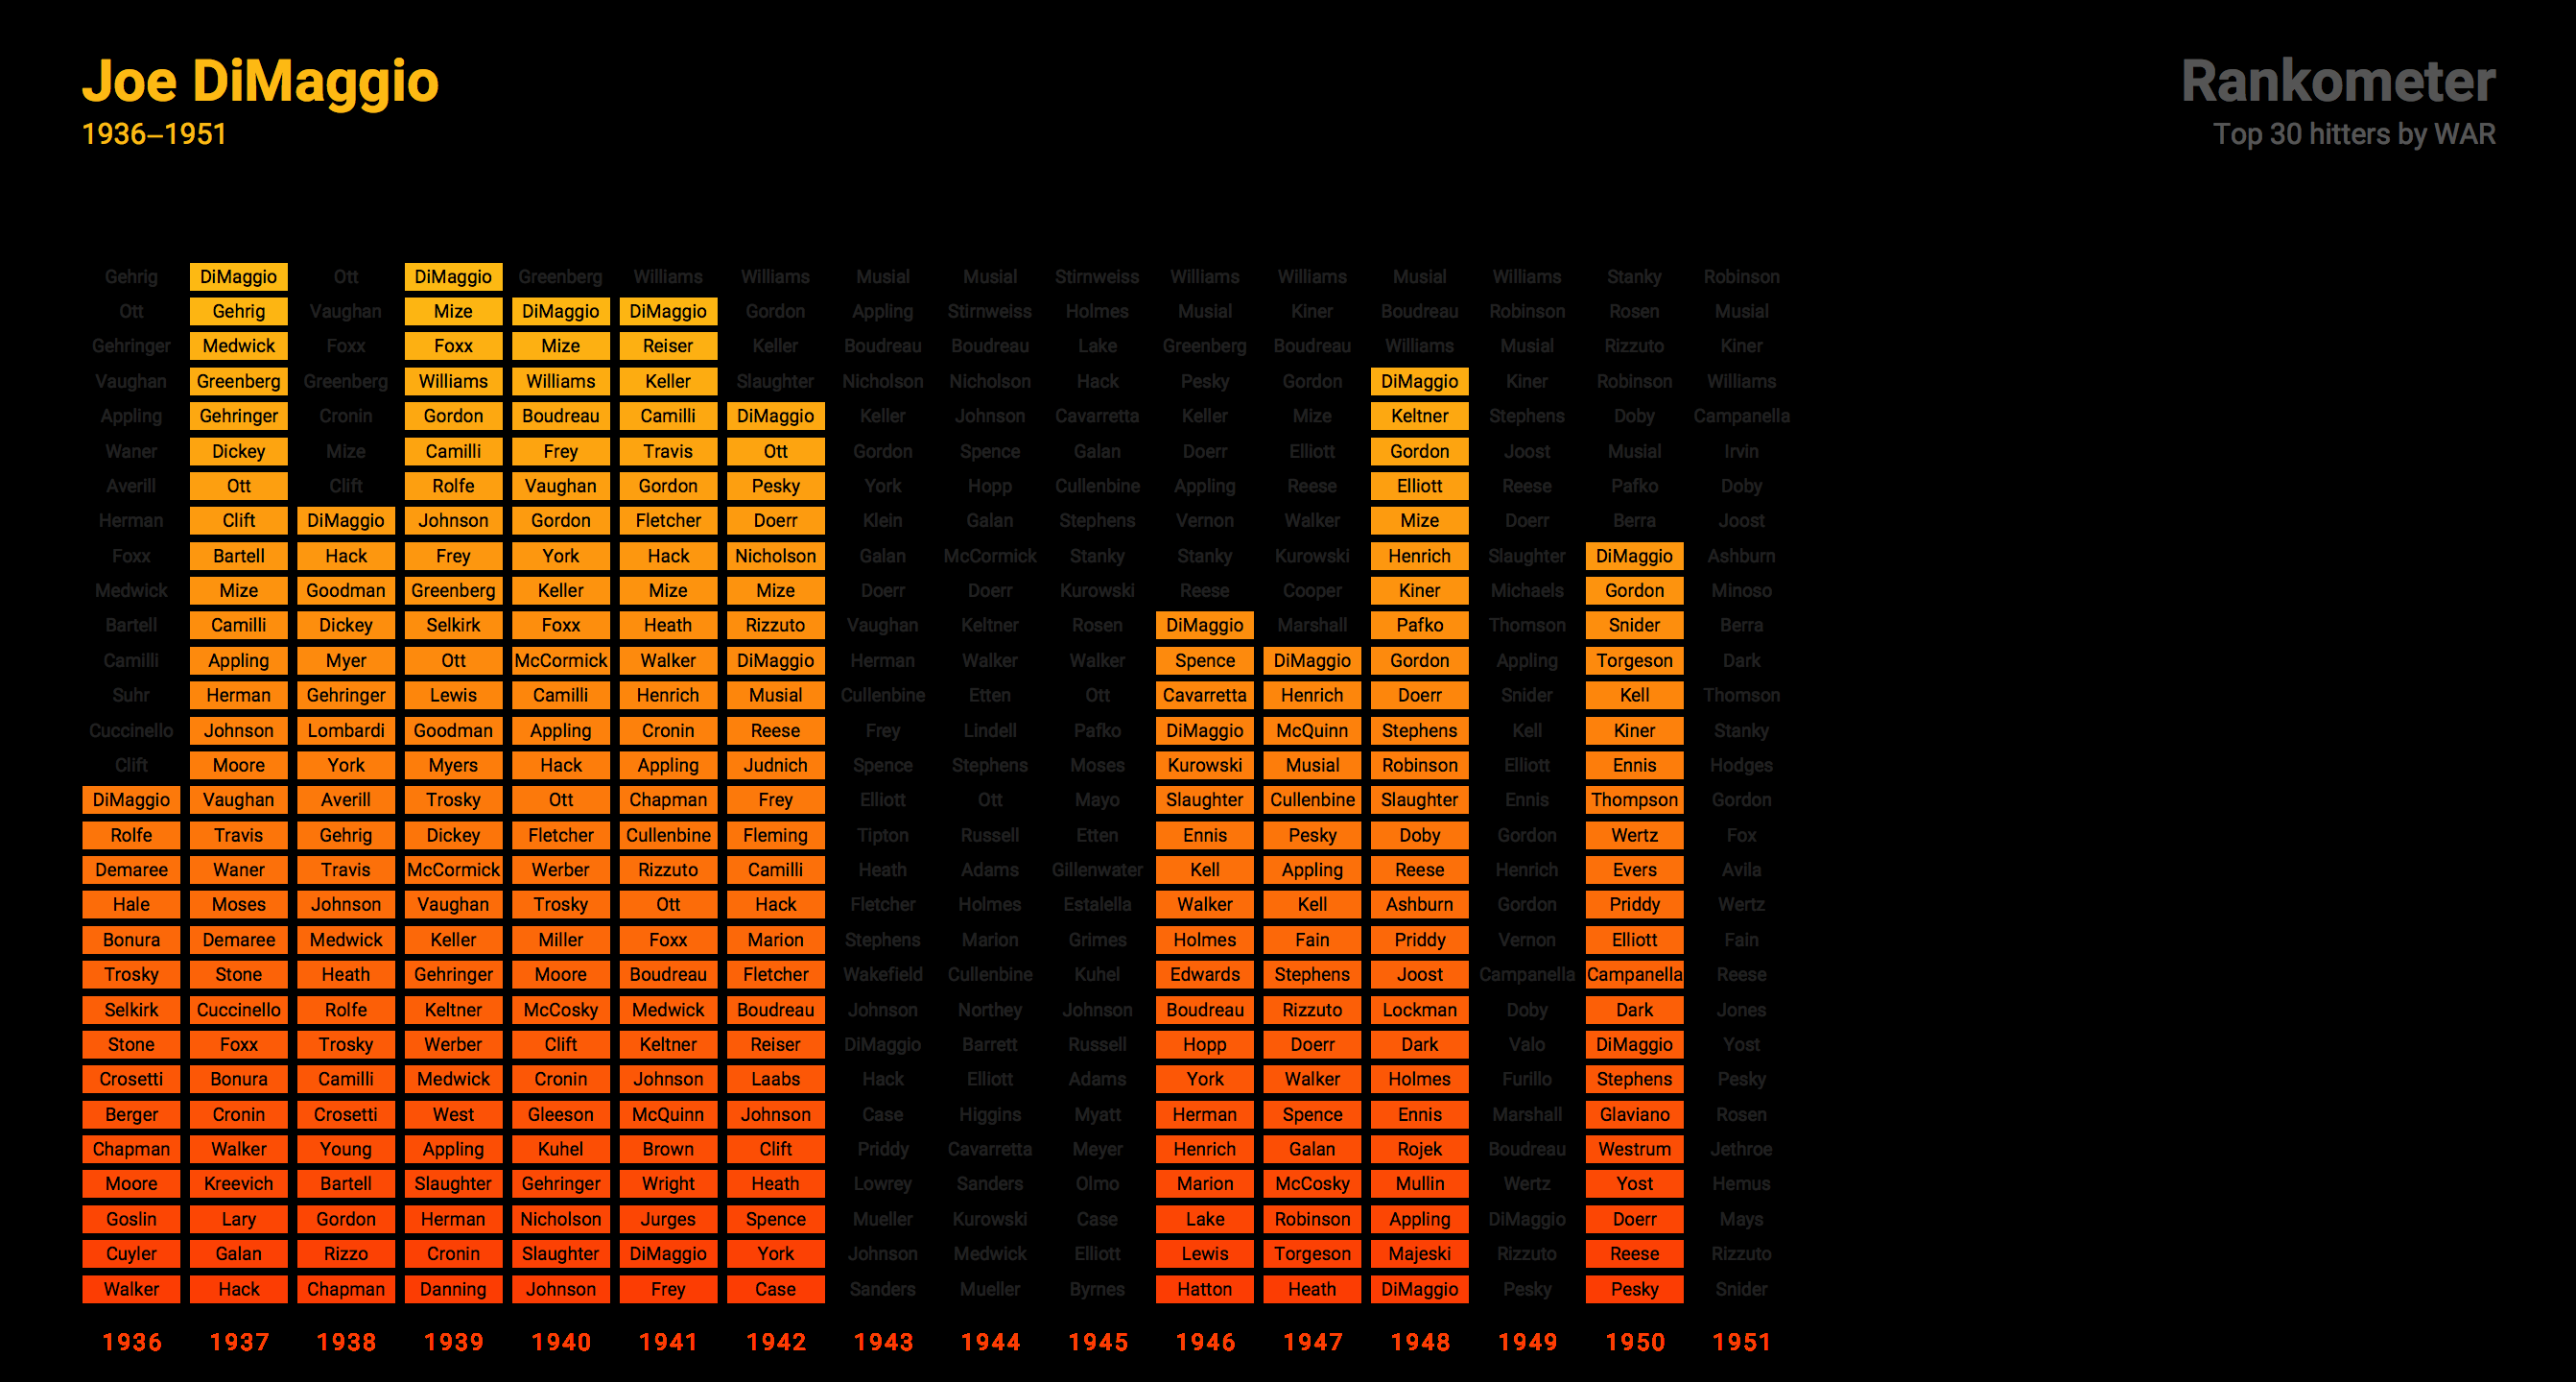 Joe DiMaggio
1936–1951
Rankometer
Top 30 hitters by WAR
Gehrig DiMaggio Ott DiMaggio Greenberg Williams Williams Musial Musial Stirnweiss Williams Williams Musial Williams Stanky Robinson
Ott Gehrig Vaughan Mize DiMaggio DiMaggio Gordon Appling Stirnweiss Holmes Musial Kiner Boudreau Robinson Rosen Musial
Gehringer Medwick Foxx Foxx Mize Reiser Keller Boudreau Boudreau Lake Greenberg Boudreau Williams Musial Rizzuto Kiner
Vaughan Greenberg Greenberg Williams Williams Keller Slaughter Nicholson Nicholson Hack Pesky Gordon DiMaggio Kiner Robinson Williams
Appling Gehringer Cronin Gordon Boudreau Camilli DiMaggio Keller Johnson Cavarretta Keller Mize Keltner Stephens Doby Campanella
Waner Dickey Mize Camilli Frey Travis Ott Gordon Spence Galan Doerr Elliott Gordon Joost Musial Irvin
Averill Ott Clift Rolfe Vaughan Gordon Pesky York Hopp Cullenbine Appling Reese Elliott Reese Pafko Doby
Herman Clift DiMaggio Johnson Gordon Fletcher Doerr Klein Galan Stephens Vernon Walker Mize Doerr Berra Joost
Foxx Bartell Hack Frey York Hack Nicholson Galan McCormick Stanky Stanky Kurowski Henrich Slaughter DiMaggio Ashburn
Medwick Mize Goodman Greenberg Keller Mize Mize Doerr Doerr Kurowski Reese Cooper Kiner Michaels Gordon Minoso
Bartell Camilli Dickey Selkirk Foxx Heath Rizzuto Vaughan Keltner Rosen DiMaggio Marshall Pafko Thomson Snider Berra
Camilli Appling Myer Ott McCormick Walker DiMaggio Herman Walker Walker Spence DiMaggio Gordon Appling Torgeson Dark
Suhr Herman Gehringer Lewis Camilli Henrich Musial Cullenbine Etten Ott Cavarretta Henrich Doerr Snider Kell Thomson
Cuccinello Johnson Lombardi Goodman Appling Cronin Reese Frey Lindell Pafko DiMaggio McQuinn Stephens Kell Kiner Stanky
Clift Moore York Myers Hack Appling Judnich Spence Stephens Moses Kurowski Musial Robinson Elliott Ennis Hodges
DiMaggio Vaughan Averill Trosky Ott Chapman Frey Elliott Ott Mayo Slaughter Cullenbine Slaughter Ennis Thompson Gordon
Rolfe Travis Gehrig Dickey Fletcher Cullenbine Fleming Tipton Russell Etten Ennis Pesky Doby Gordon Wertz Fox
Demaree Waner Travis McCormick Werber Rizzuto Camilli Heath Adams Gillenwater Kell Appling Reese Henrich Evers Avila
Hale Moses Johnson Vaughan Trosky Ott Hack Fletcher Holmes Estalella Walker Kell Ashburn Gordon Priddy Wertz
Bonura Demaree Medwick Keller Miller Foxx Marion Stephens Marion Grimes Holmes Fain Priddy Vernon Elliott Fain
Trosky Stone Heath Gehringer Moore Boudreau Fletcher Wakefield Cullenbine Kuhel Edwards Stephens Joost Campanella Campanella Reese
Selkirk Cuccinello Rolfe Keltner McCosky Medwick Boudreau Johnson Northey Johnson Boudreau Rizzuto Lockman Doby Dark Jones
Stone Foxx Trosky Werber Clift Keltner Reiser DiMaggio Barrett Russell Hopp Doerr Dark Valo DiMaggio Yost
Crosetti Bonura Camilli Medwick Cronin Johnson Laabs Hack Elliott Adams York Walker Holmes Furillo Stephens Pesky
Berger Cronin Crosetti West Gleeson McQuinn Johnson Case Higgins Myatt Herman Spence Ennis Marshall Glaviano Rosen
Chapman Walker Young Appling Kuhel Brown Clift Priddy Cavarretta Meyer Henrich Galan Rojek Boudreau Westrum Jethroe
Moore Kreevich Bartell Slaughter Gehringer Wright Heath Lowrey Sanders Olmo Marion McCosky Mullin Wertz Yost Hemus
Goslin Lary Gordon Herman Nicholson Jurges Spence Mueller Kurowski Case Lake Robinson Appling DiMaggio Doerr Mays
Cuyler Galan Rizzo Cronin Slaughter DiMaggio York Johnson Medwick Elliott Lewis Torgeson Majeski Rizzuto Reese Rizzuto
Walker Hack Chapman Danning Johnson Frey Case Sanders Mueller Byrnes Hatton Heath DiMaggio Pesky Pesky Snider
1936 1937 1938 1939 1940 1941 1942 1943 1944 1945 1946 1947 1948 1949 1950 1951